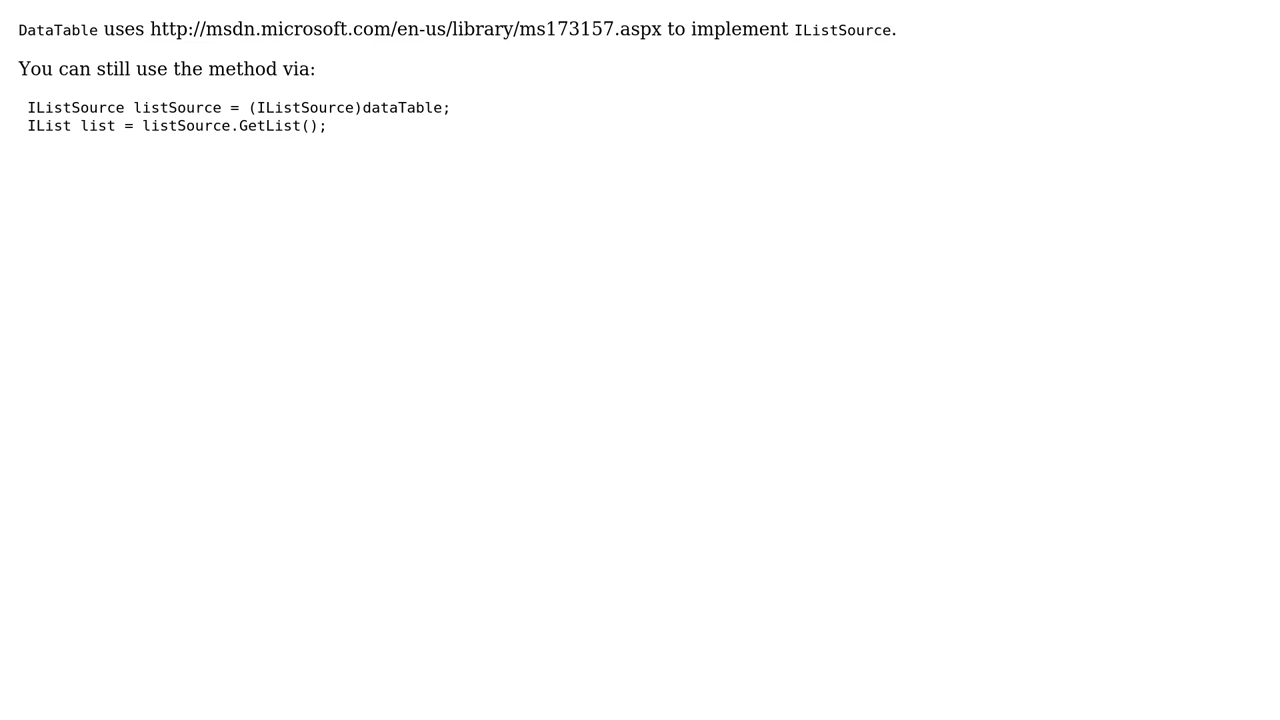 DataTable uses http://msdn.microsoft.com/en-us/library/ms173157.aspx to implement IListSource.
You can still use the method via:
IListSource listSource = (IListSource)dataTable;
IList list = listSource.GetList();